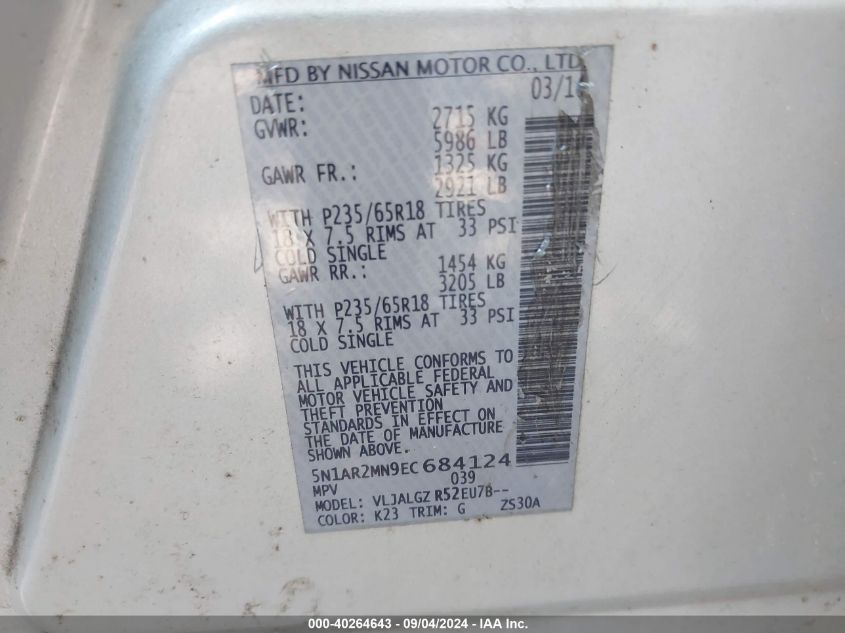 MFD BY NISSAN MOTOR CO., LTD.
DATE: 03/1
GVWR: 2715 KG
5986 LB
GAWR FR.: 1325 KG
2921 LB
WITH P235/65R18 TIRES
18 X 7.5 RIMS AT 33 PSI
COLD SINGLE
GAWR RR.: 1454 KG
3205 LB
WITH P235/65R18 TIRES
18 X 7.5 RIMS AT 33 PSI
COLD SINGLE
THIS VEHICLE CONFORMS TO
ALL APPLICABLE FEDERAL
MOTOR VEHICLE SAFETY AND
THEFT PREVENTION
STANDARDS IN EFFECT ON
THE DATE OF MANUFACTURE
SHOWN ABOVE.
5N1AR2MN9EC684124
MPV 039
MODEL: VLJALGZ R52EU7B--
COLOR: K23 TRIM: G ZS30A
000-40264643 - 09/04/2024 - IAA Inc.